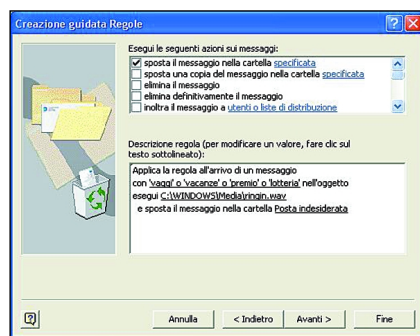 Creazione guidata Regole
Esegui le seguenti azioni sui messaggi:
sposta il messaggio nella cartella specificata
sposta una copia del messaggio nella cartella specificata
elimina il messaggio
elimina definitivamente il messaggio
inoltra il messaggio a utenti o liste di distribuzione
Descrizione regola (per modificare un valore, fare clic sul
testo sottolineato):
Applica la regola all'arrivo di un messaggio
con 'vaggi' o 'vacanze' o 'premio' o 'lotteria' nell'oggetto
esegui C:\WINDOWS\Media\ringin.wav
e sposta il messaggio nella cartella Posta indesiderata
Annulla < Indietro Avanti > Fine